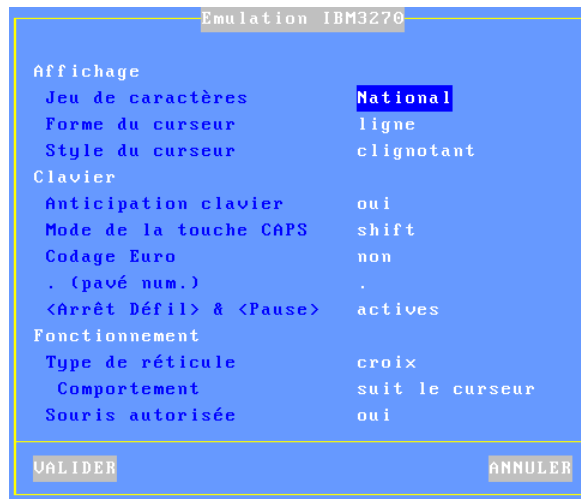 Emulation IBM3270
Affichage
Jeu de caractères National
Forme du curseur ligne
Style du curseur clignotant
Clavier
Anticipation clavier oui
Mode de la touche CAPS shift
Codage Euro non
. (pavé num.) .
<Arrêt Défil> & <Pause> actives
Fonctionnement
Type de réticule croix
Comportement suit le curseur
Souris autorisée oui
VALIDER ANNULER